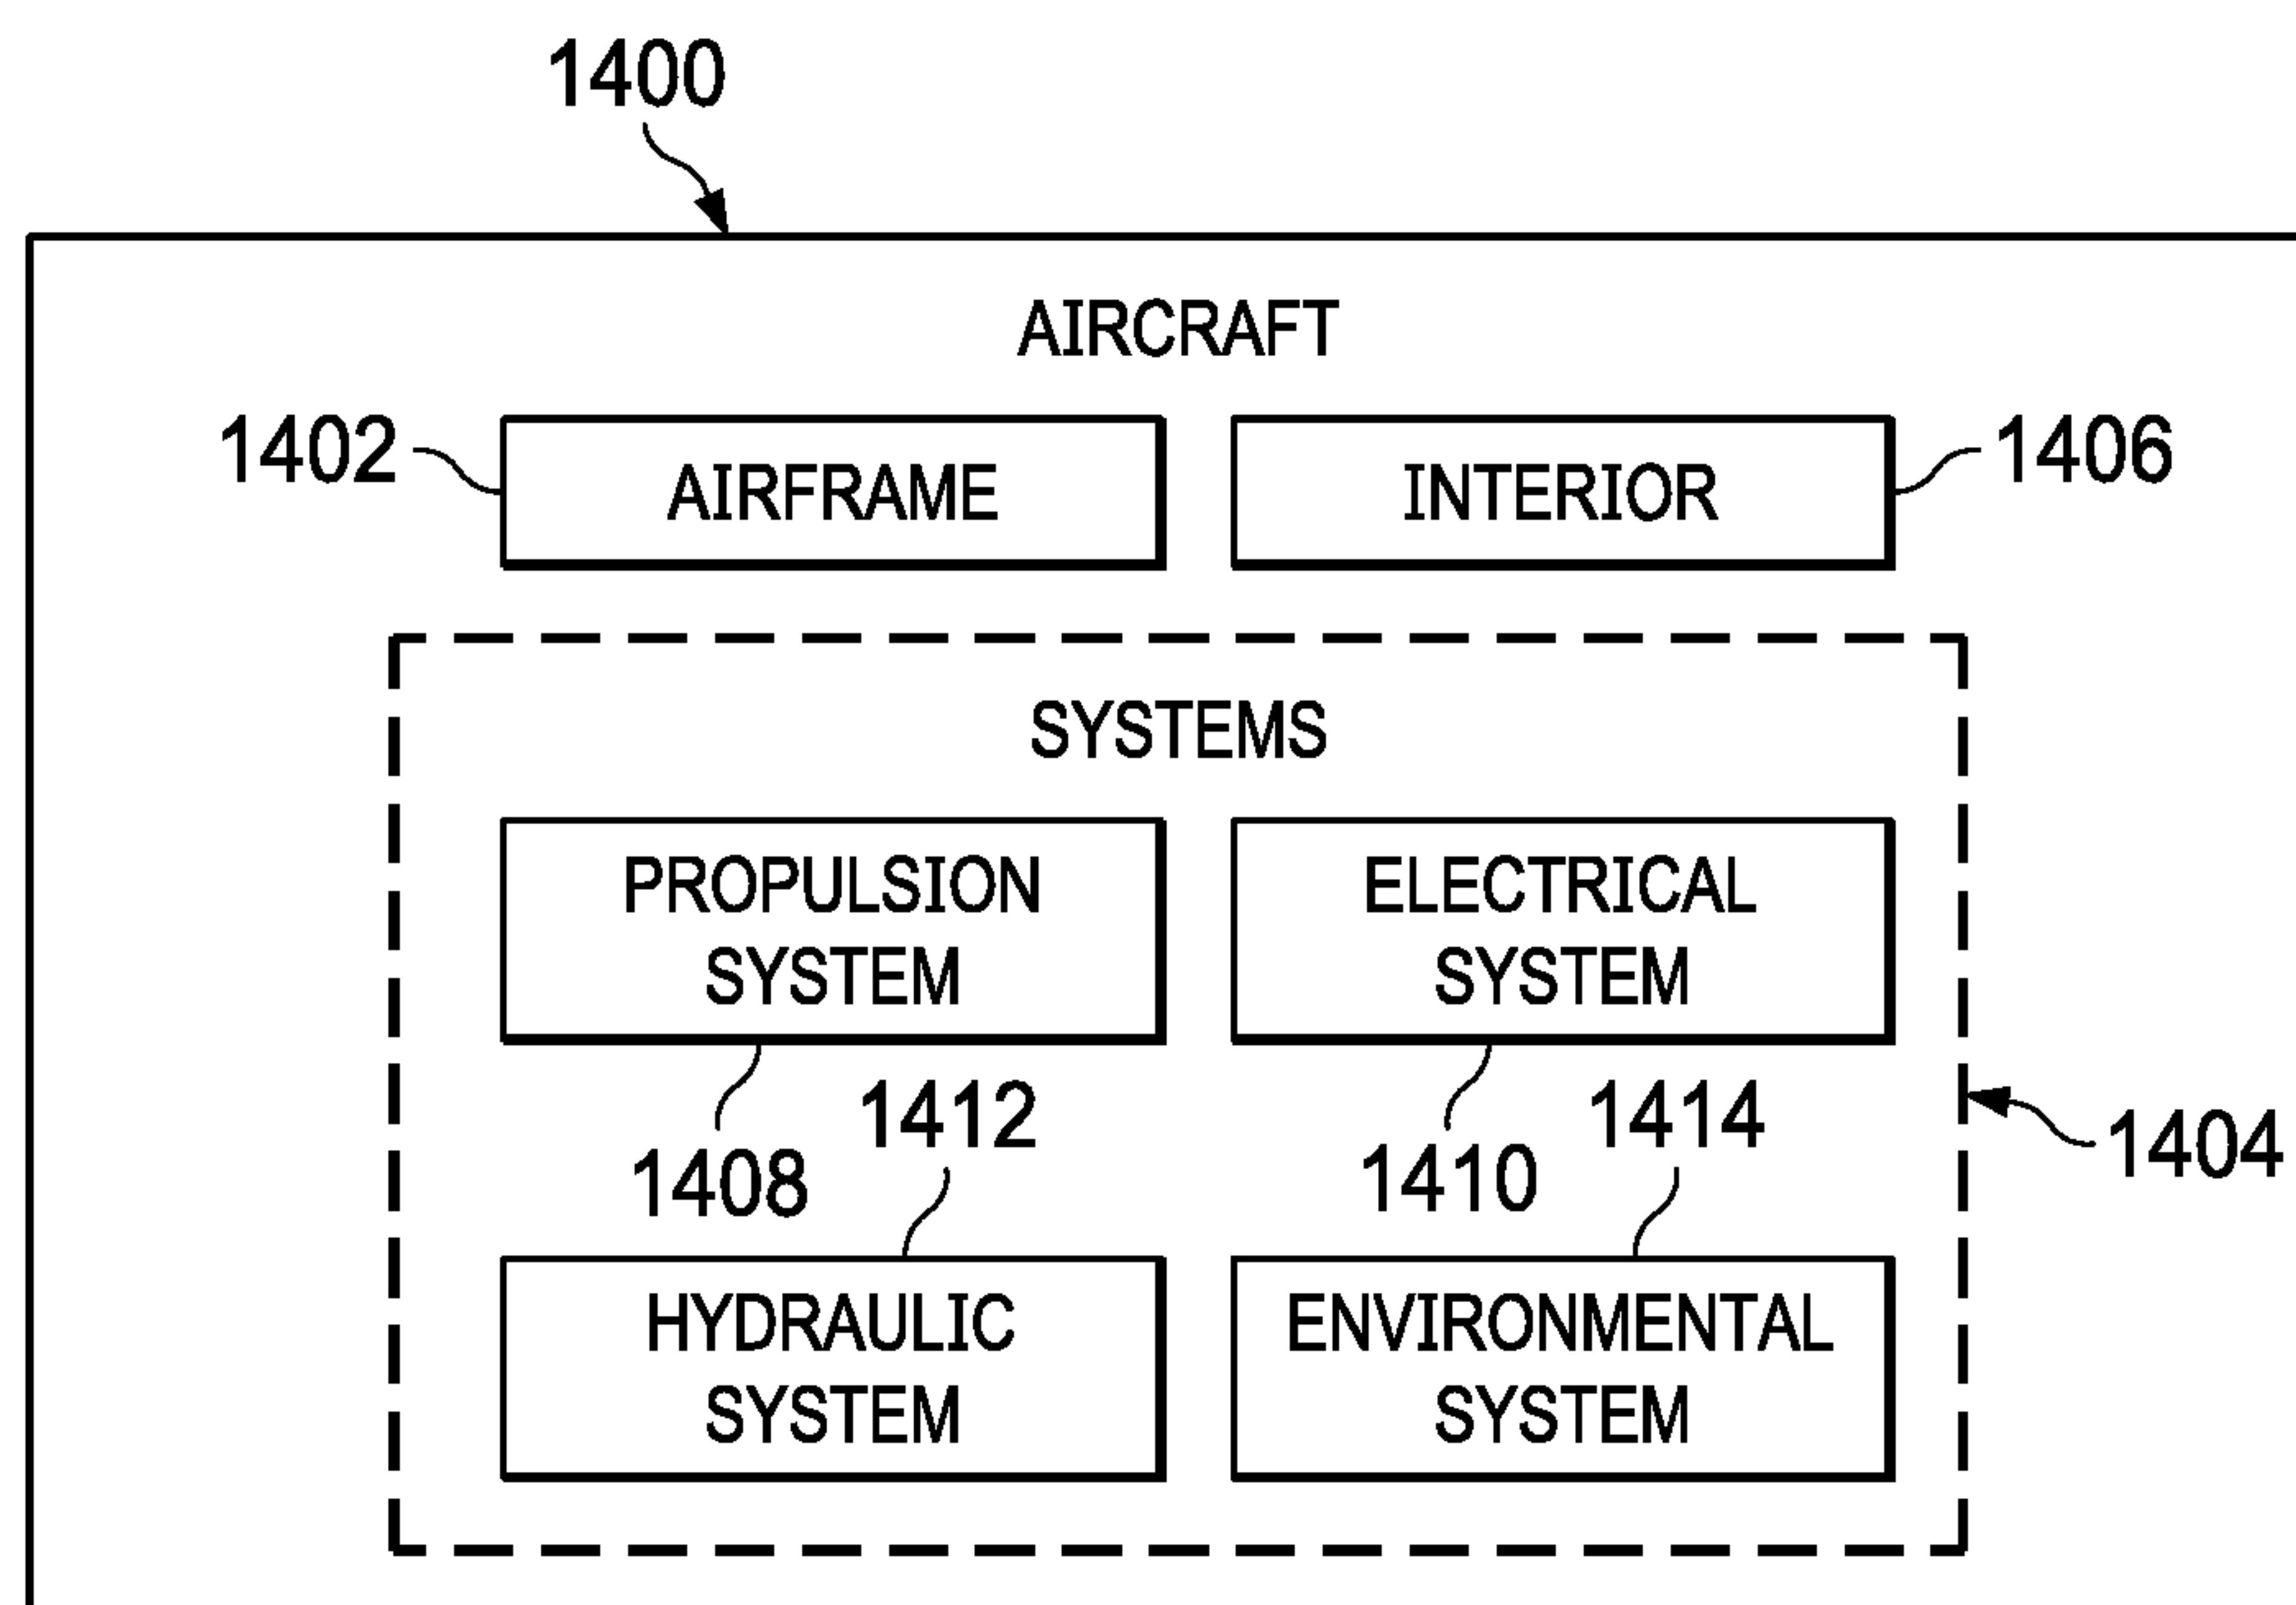 1400
AIRCRAFT
1402
AIRFRAME
INTERIOR
1406
SYSTEMS
PROPULSION
SYSTEM
ELECTRICAL
SYSTEM
1408
1412
1410
1414
1404
HYDRAULIC
SYSTEM
ENVIRONMENTAL
SYSTEM